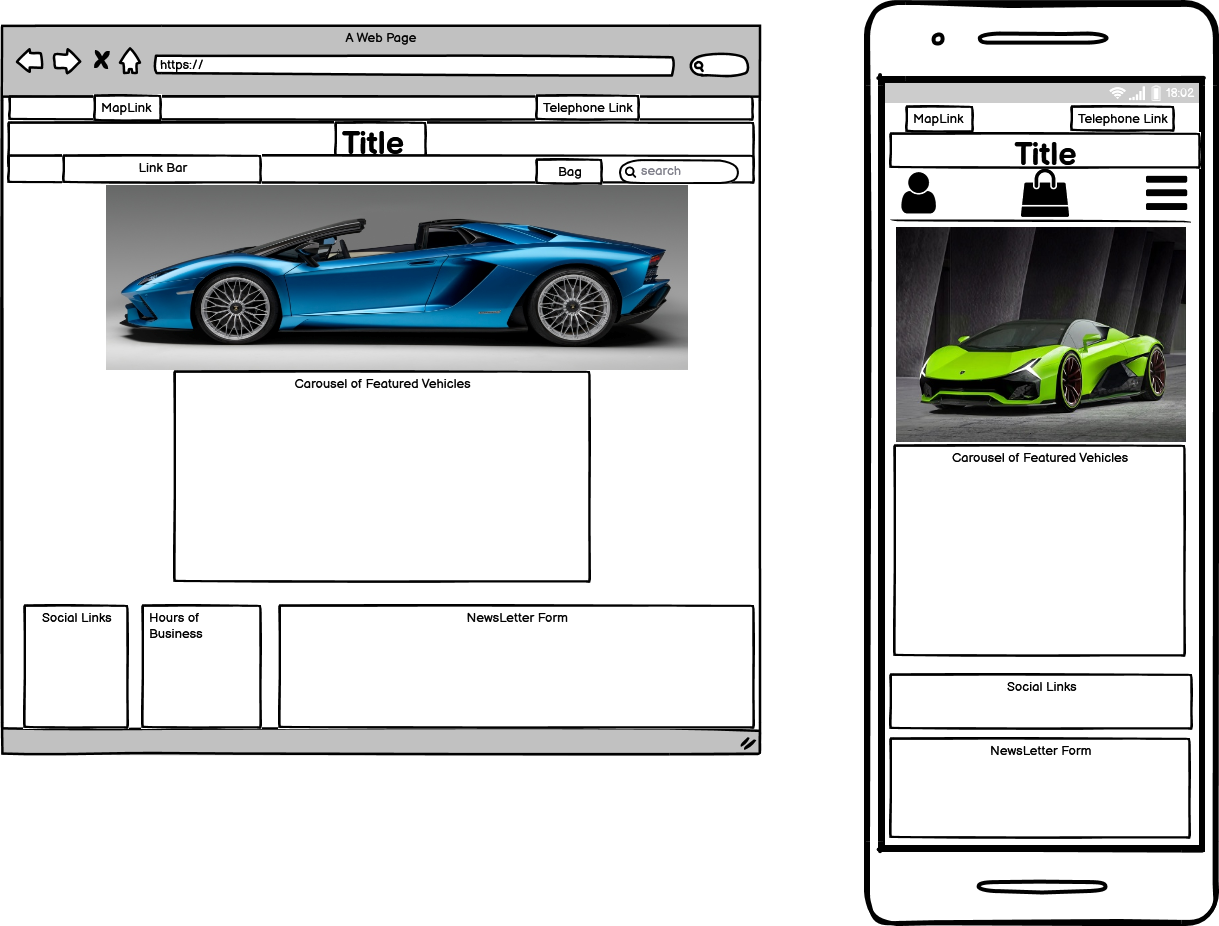 A Web Page
https://
MapLink
Telephone Link
Title
Link Bar
Bag
search
Carousel of Featured Vehicles
Social Links
Hours of
Business
NewsLetter Form
18:02
MapLink
Telephone Link
Title
Carousel of Featured Vehicles
Social Links
NewsLetter Form